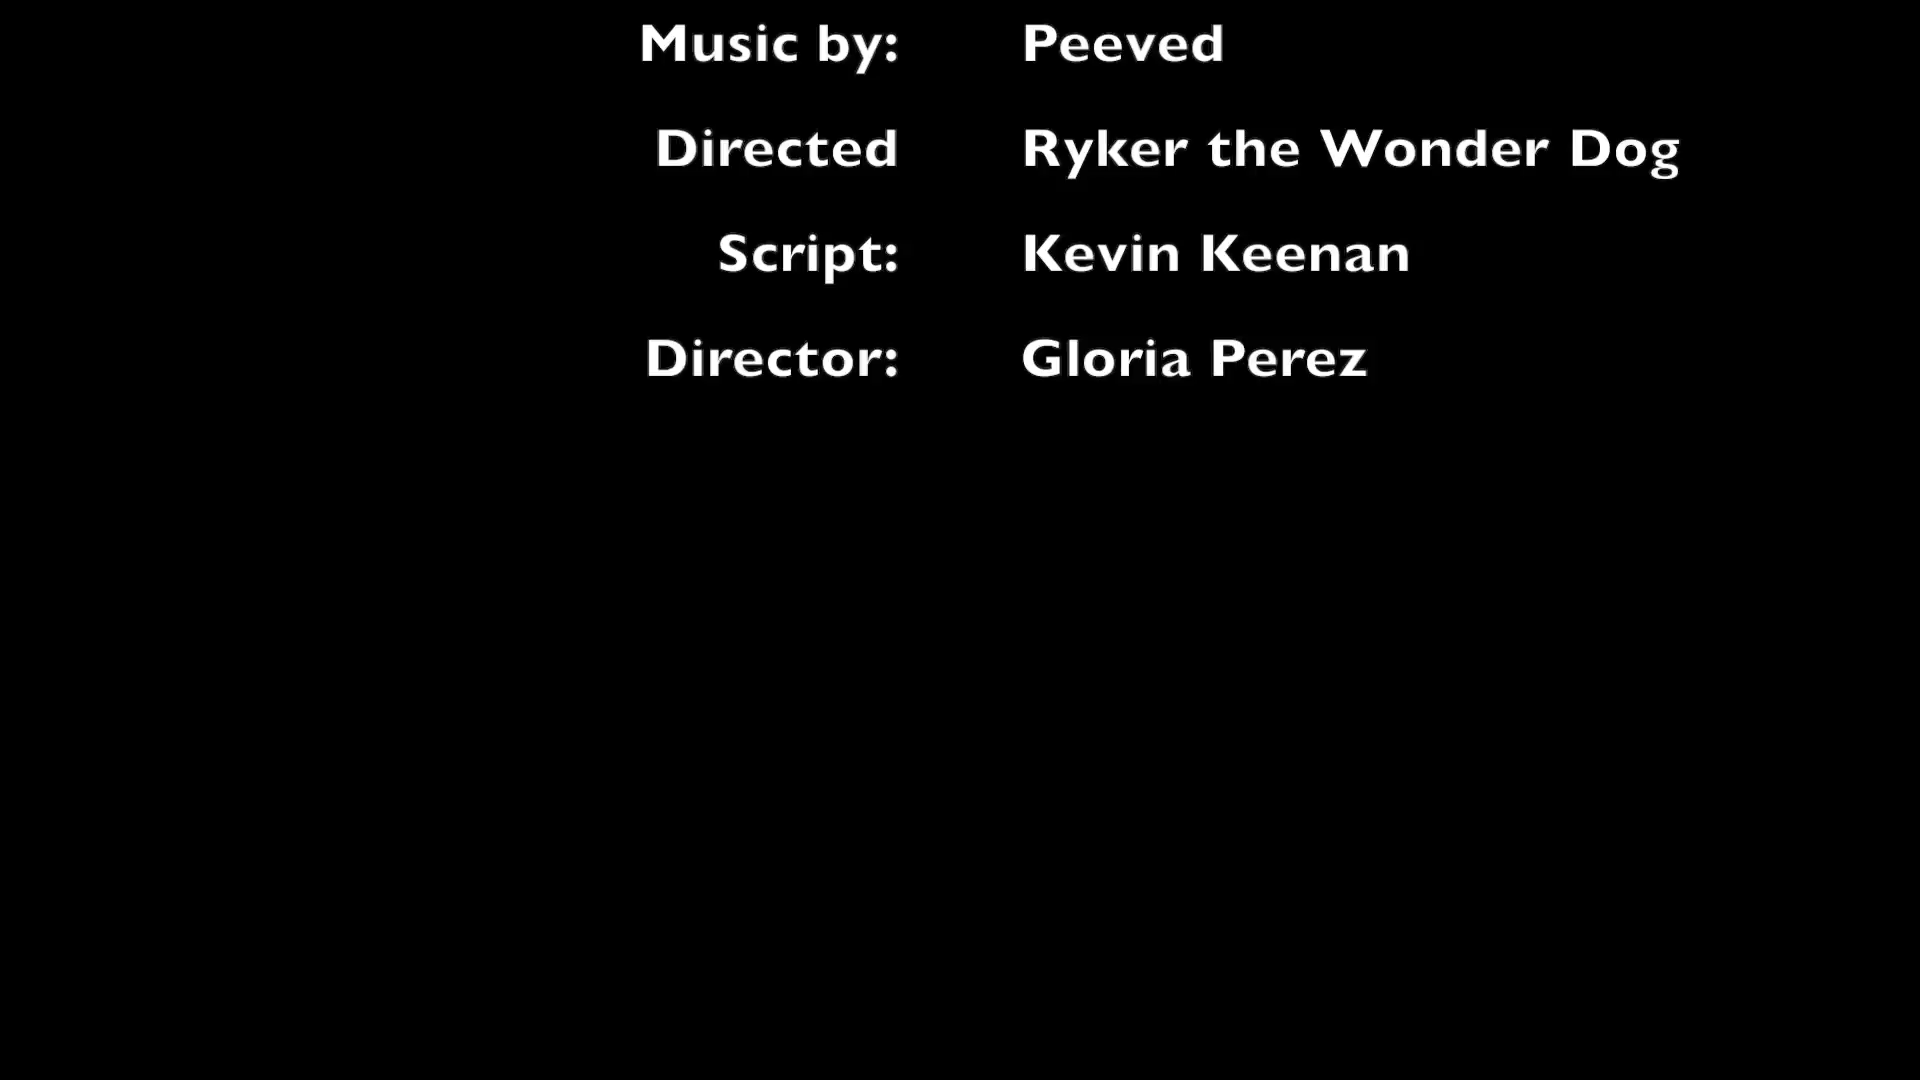 Music by: Peeved
Directed Ryker the Wonder Dog
Script: Kevin Keenan
Director: Gloria Perez